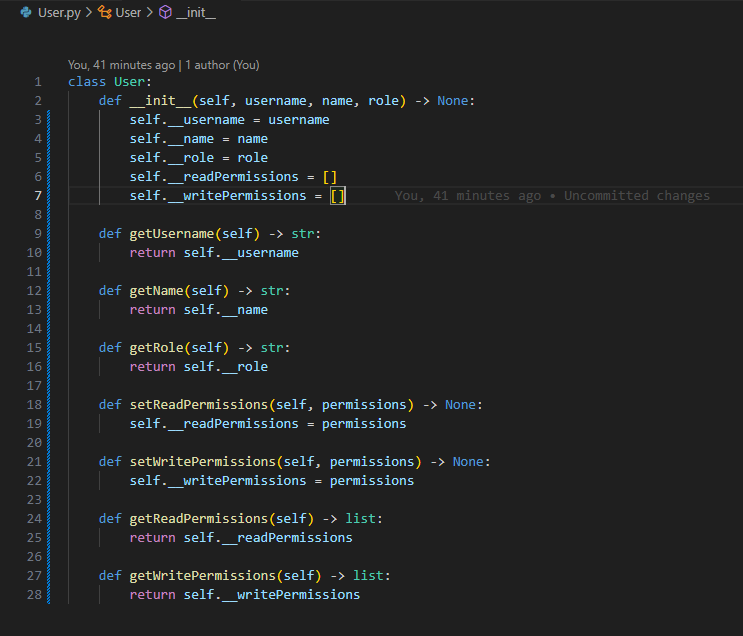 User.py > User > __init__
You, 41 minutes ago | 1 author (You)
1 class User:
2     def __init__(self, username, name, role) -> None:
3         self.__username = username
4         self.__name = name
5         self.__role = role
6         self.__readPermissions = []
7         self.__writePermissions = []     You, 41 minutes ago • Uncommitted changes
8
9     def getUsername(self) -> str:
10         return self.__username
11
12     def getName(self) -> str:
13         return self.__name
14
15     def getRole(self) -> str:
16         return self.__role
17
18     def setReadPermissions(self, permissions) -> None:
19         self.__readPermissions = permissions
20
21     def setWritePermissions(self, permissions) -> None:
22         self.__writePermissions = permissions
23
24     def getReadPermissions(self) -> list:
25         return self.__readPermissions
26
27     def getWritePermissions(self) -> list:
28         return self.__writePermissions